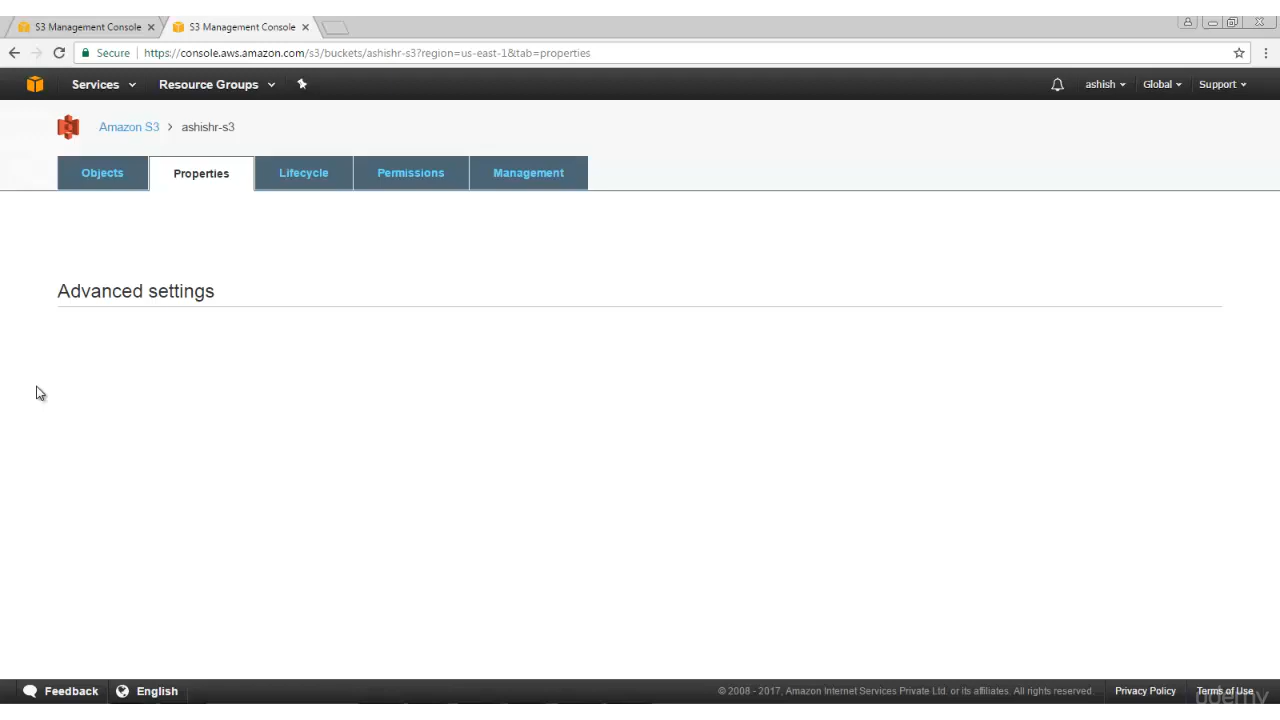 S3 Management Console
S3 Management Console
Secure https://console.aws.amazon.com/s3/buckets/ashishr-s3?region=us-east-1&tab=properties
Services Resource Groups ashish Global Support
Amazon S3 > ashishr-s3
Objects Properties Lifecycle Permissions Management
Advanced settings
Feedback English © 2008 - 2017, Amazon Internet Services Private Ltd. or its affiliates. All rights reserved. Privacy Policy Terms of Use
udemy